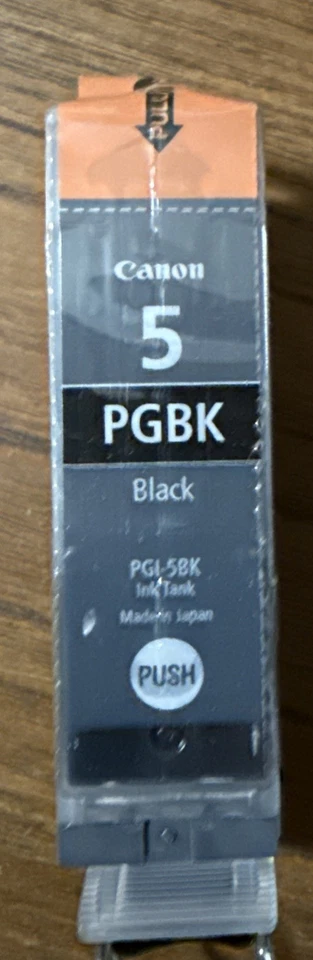 PULL
Canon
5
PGBK
Black
PGI-5BK
Ink Tank
Made in Japan
PUSH